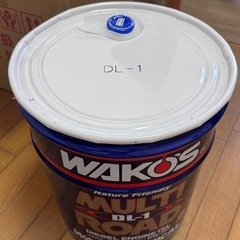 DL-1
WAKO'S
Nature Friendly
MULTI
DL-1
ROAD
DIESEL ENGINE OIL